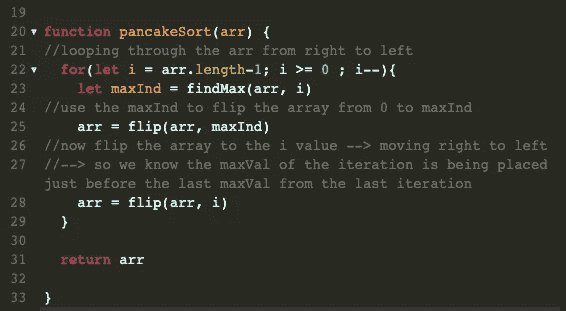 19
20 function pancakeSort(arr) {
21 //looping through the arr from right to left
22 for(let i = arr.length-1; i >= 0 ; i--){
23 let maxInd = findMax(arr, i)
24 //use the maxInd to flip the array from 0 to maxInd
25 arr = flip(arr, maxInd)
26 //now flip the array to the i value --> moving right to left
27 //--> so we know the maxVal of the iteration is being placed
just before the last maxVal from the last iteration
28 arr = flip(arr, i)
29 }
30
31 return arr
32
33 }